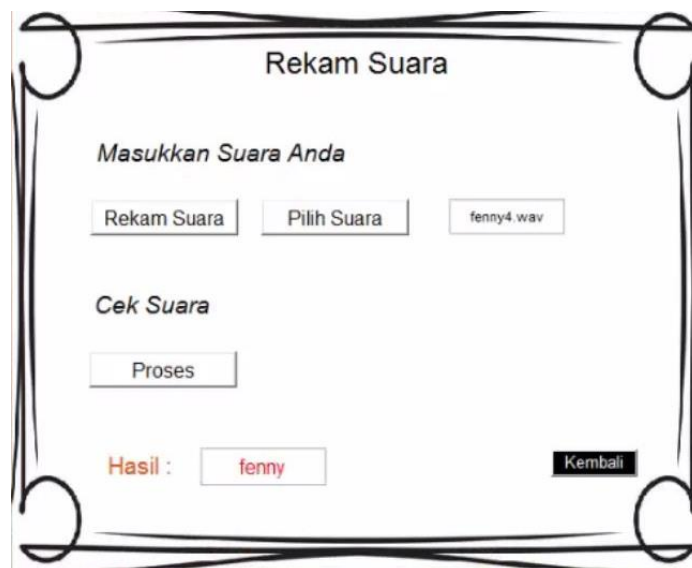 Rekam Suara
Masukkan Suara Anda
Rekam Suara Pilih Suara fenny4.wav
Cek Suara
Proses
Hasil : fenny Kembali